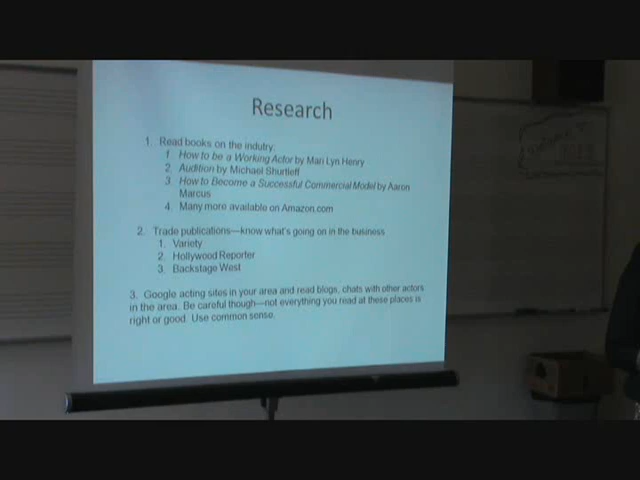 Research
1. Read books on the indutry:
1. How to be a Working Actor by Mari Lyn Henry
2. Audition by Michael Shurtleff
3. How to Become a Successful Commercial Model by Aaron
Marcus
4. Many more available on Amazon.com
2. Trade publications—know what's going on in the business
1. Variety
2. Hollywood Reporter
3. Backstage West
3. Google acting sites in your area and read blogs, chats with other actors
in the area. Be careful though—not everything you read at these places is
right or good. Use common sense.